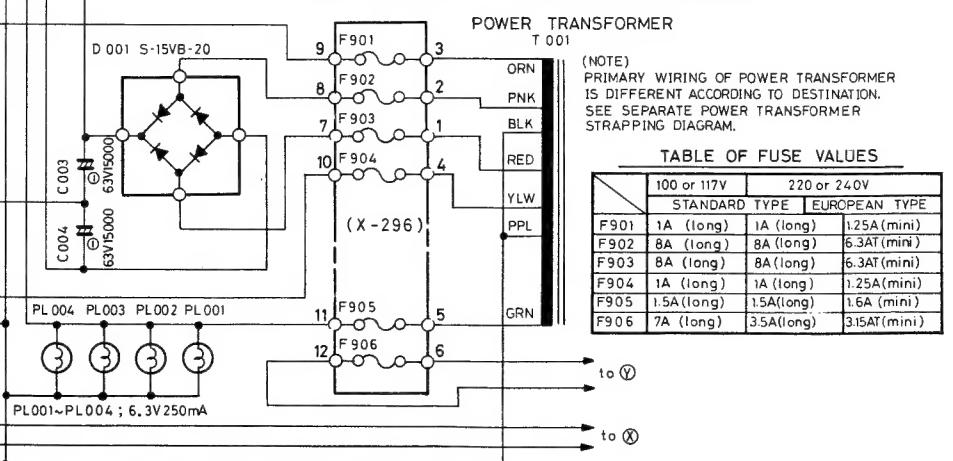 POWER TRANSFORMER
T 001
D 001 S-15VB-20
9 F901 3
ORN
8 F902 2
PNK
7 F903 1
BLK
RED
10 F904 4
YLW
(X-296)
PPL
11 F905 5
GRN
12 F906 6
C003
⊖
63V15000
C004
⊖
63V15000
PL004 PL003 PL002 PL001
PL001~PL004 ; 6.3V 250mA
to Ⓨ
to Ⓧ
(NOTE)
PRIMARY WIRING OF POWER TRANSFORMER
IS DIFFERENT ACCORDING TO DESTINATION.
SEE SEPARATE POWER TRANSFORMER
STRAPPING DIAGRAM.
TABLE OF FUSE VALUES
100 or 117V 220 or 240V
STANDARD TYPE EUROPEAN TYPE
F901 1A (long) 1A (long) 1.25A(mini)
F902 8A (long) 8A (long) 6.3AT(mini)
F903 8A (long) 8A(long) 6.3AT(mini)
F904 1A (long) 1A (long) 1.25A(mini)
F905 1.5A(long) 1.5A(long) 1.6A (mini)
F906 7A (long) 3.5A(long) 3.15AT(mini)